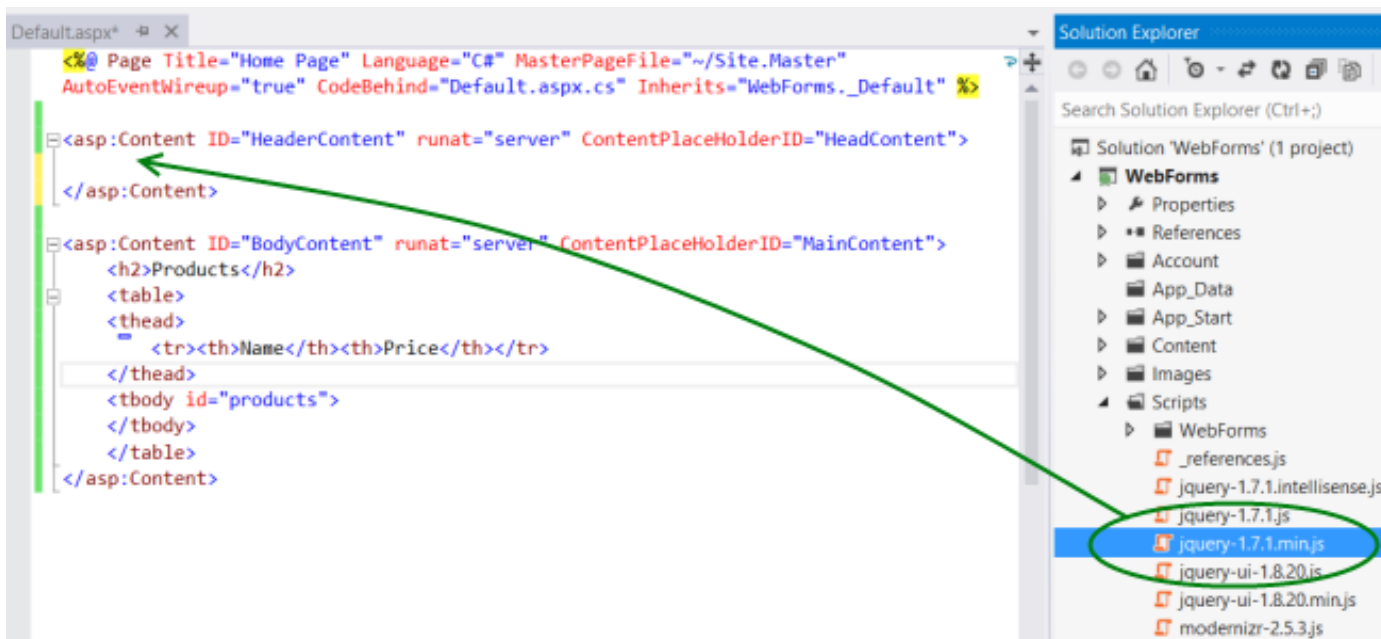 Default.aspx*
<%@ Page Title="Home Page" Language="C#" MasterPageFile="~/Site.Master"
AutoEventWireup="true" CodeBehind="Default.aspx.cs" Inherits="WebForms._Default" %>
<asp:Content ID="HeaderContent" runat="server" ContentPlaceHolderID="HeadContent">
</asp:Content>
<asp:Content ID="BodyContent" runat="server" ContentPlaceHolderID="MainContent">
<h2>Products</h2>
<table>
<thead>
<tr><th>Name</th><th>Price</th></tr>
</thead>
<tbody id="products">
</tbody>
</table>
</asp:Content>
Solution Explorer
Search Solution Explorer (Ctrl+;)
Solution 'WebForms' (1 project)
WebForms
Properties
References
Account
App_Data
App_Start
Content
Images
Scripts
WebForms
_references.js
jquery-1.7.1.intellisense.js
jquery-1.7.1.js
jquery-1.7.1.min.js
jquery-ui-1.8.20.js
jquery-ui-1.8.20.min.js
modernizr-2.5.3.js